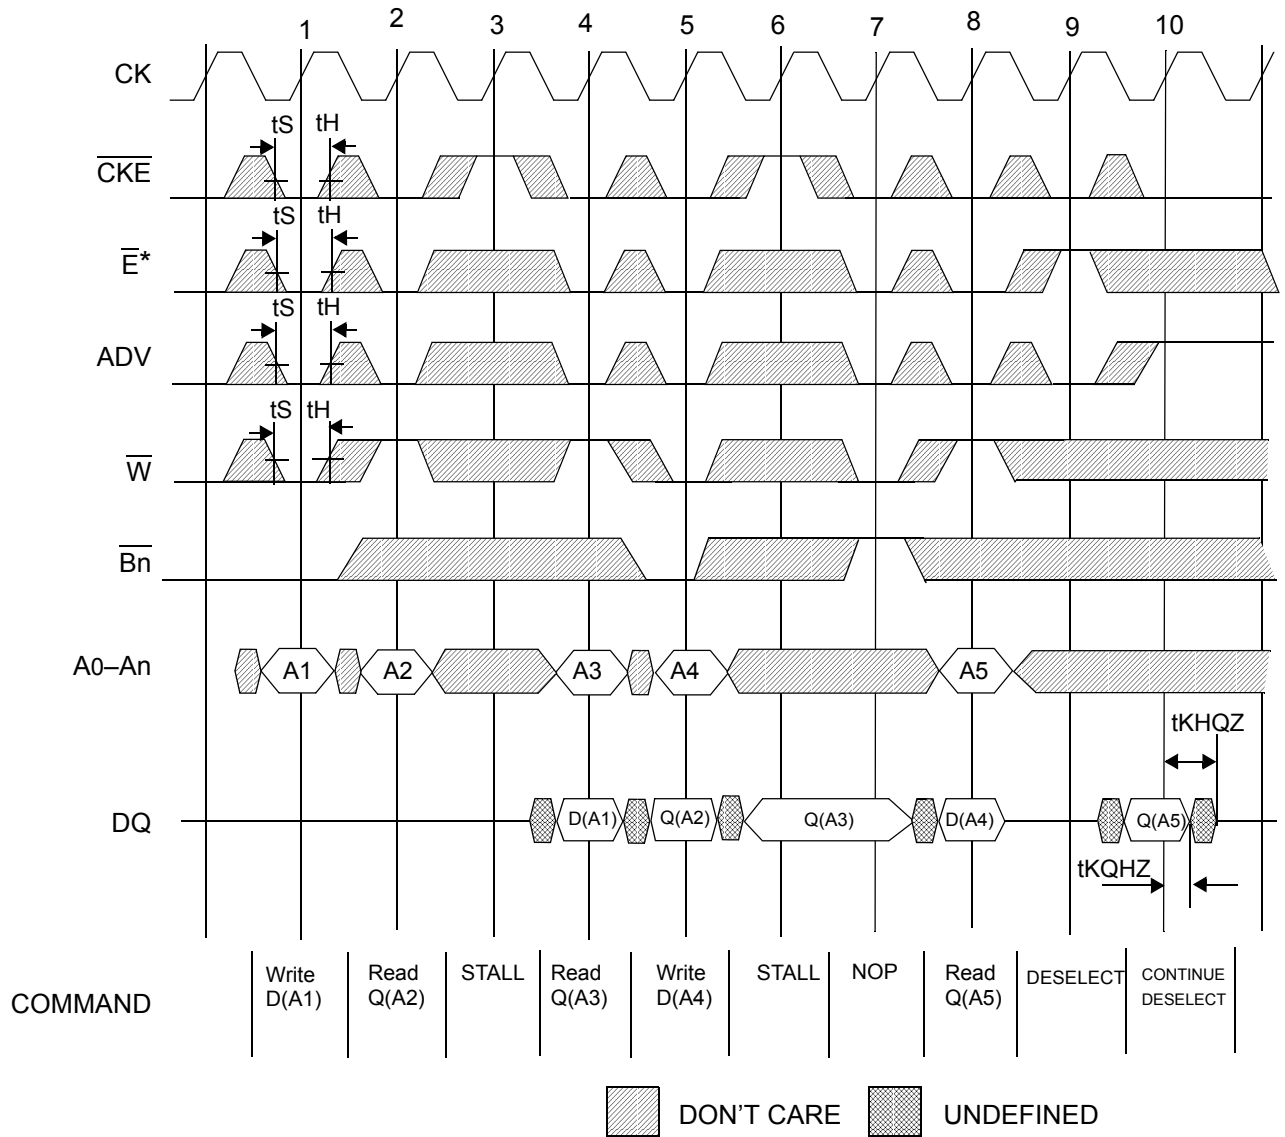 1 2 3 4 5 6 7 8 9 10
CK
tS tH
C̅K̅E̅
tS tH
E̅*
tS tH
ADV
tS tH
W̅
B̅n̅
A0–An A1 A2 A3 A4 A5
tKHQZ
DQ D(A1) Q(A2) Q(A3) D(A4) Q(A5)
tKQHZ
COMMAND
Write
D(A1)
Read
Q(A2)
STALL
Read
Q(A3)
Write
D(A4)
STALL
NOP
Read
Q(A5)
DESELECT
CONTINUE
DESELECT
DON'T CARE UNDEFINED